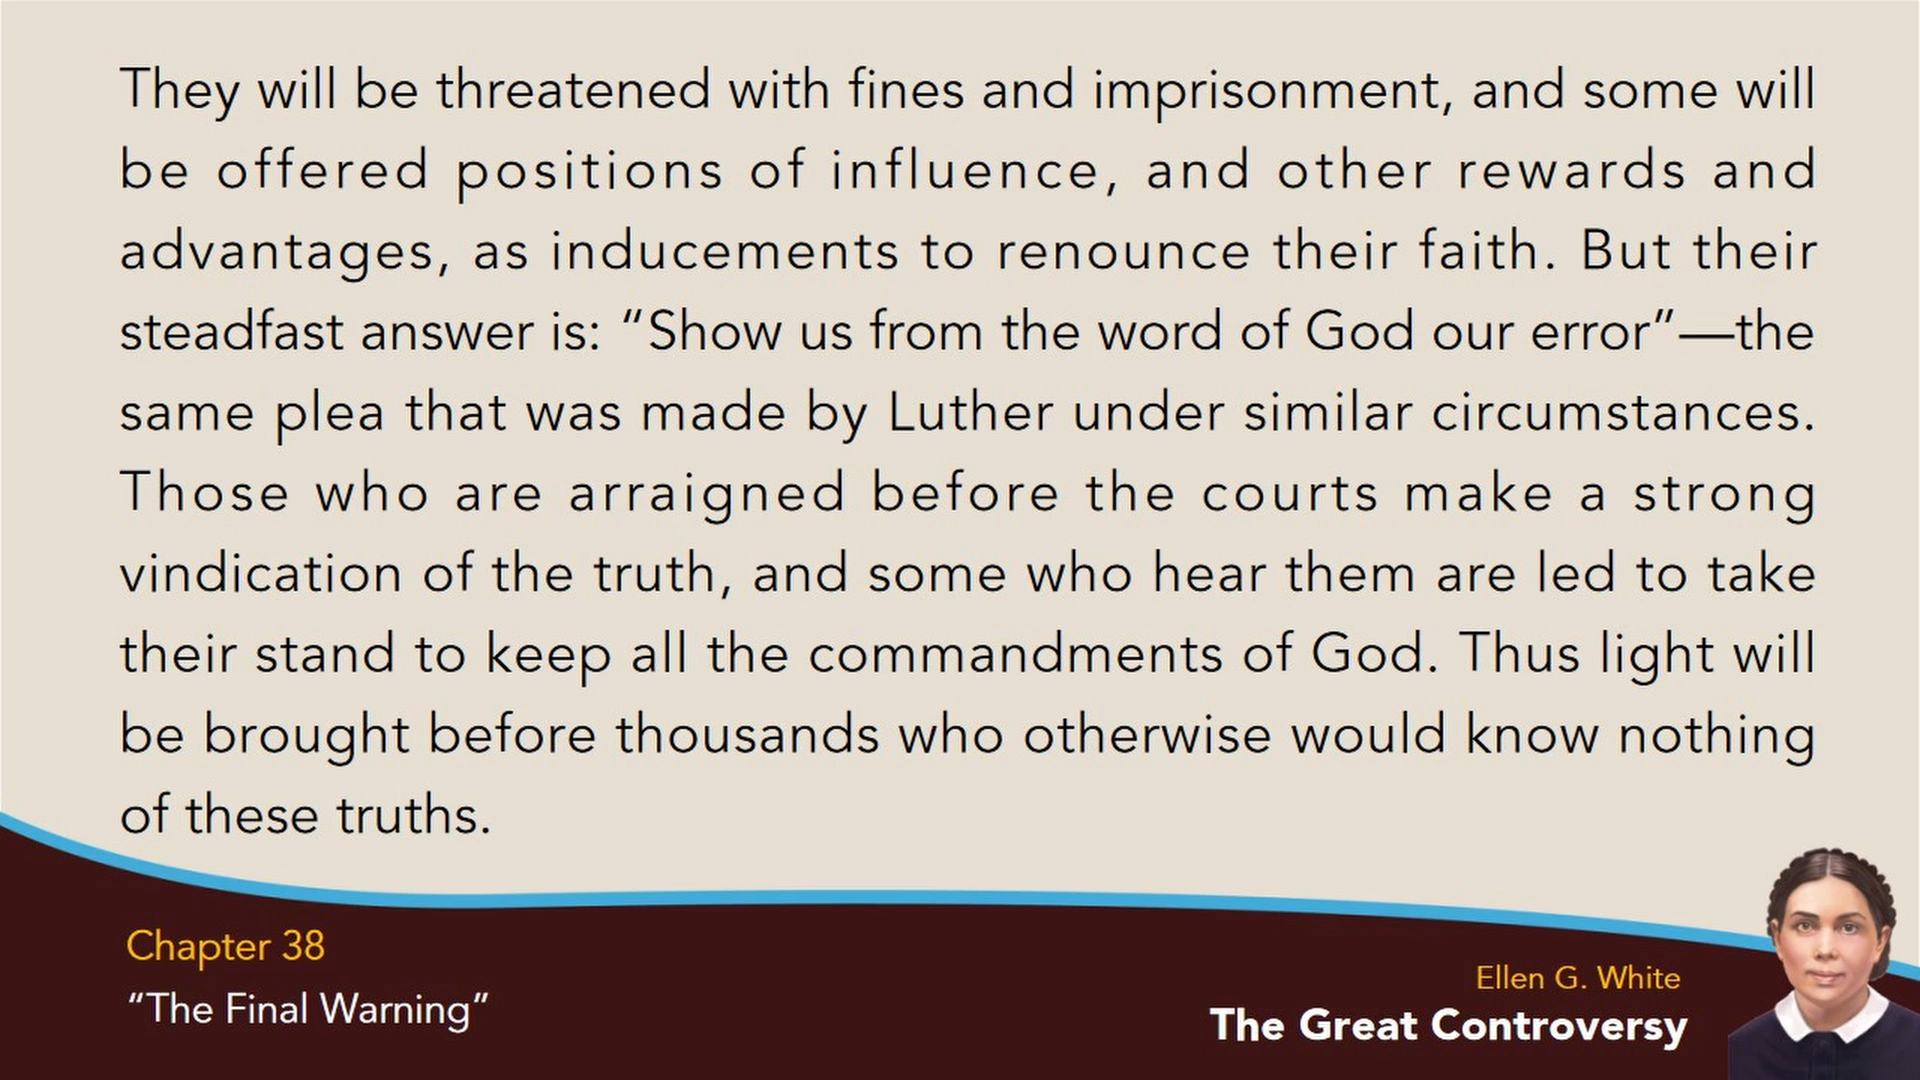 They will be threatened with fines and imprisonment, and some will
be offered positions of influence, and other rewards and
advantages, as inducements to renounce their faith. But their
steadfast answer is: “Show us from the word of God our error”—the
same plea that was made by Luther under similar circumstances.
Those who are arraigned before the courts make a strong
vindication of the truth, and some who hear them are led to take
their stand to keep all the commandments of God. Thus light will
be brought before thousands who otherwise would know nothing
of these truths.
Chapter 38
“The Final Warning”
Ellen G. White
The Great Controversy